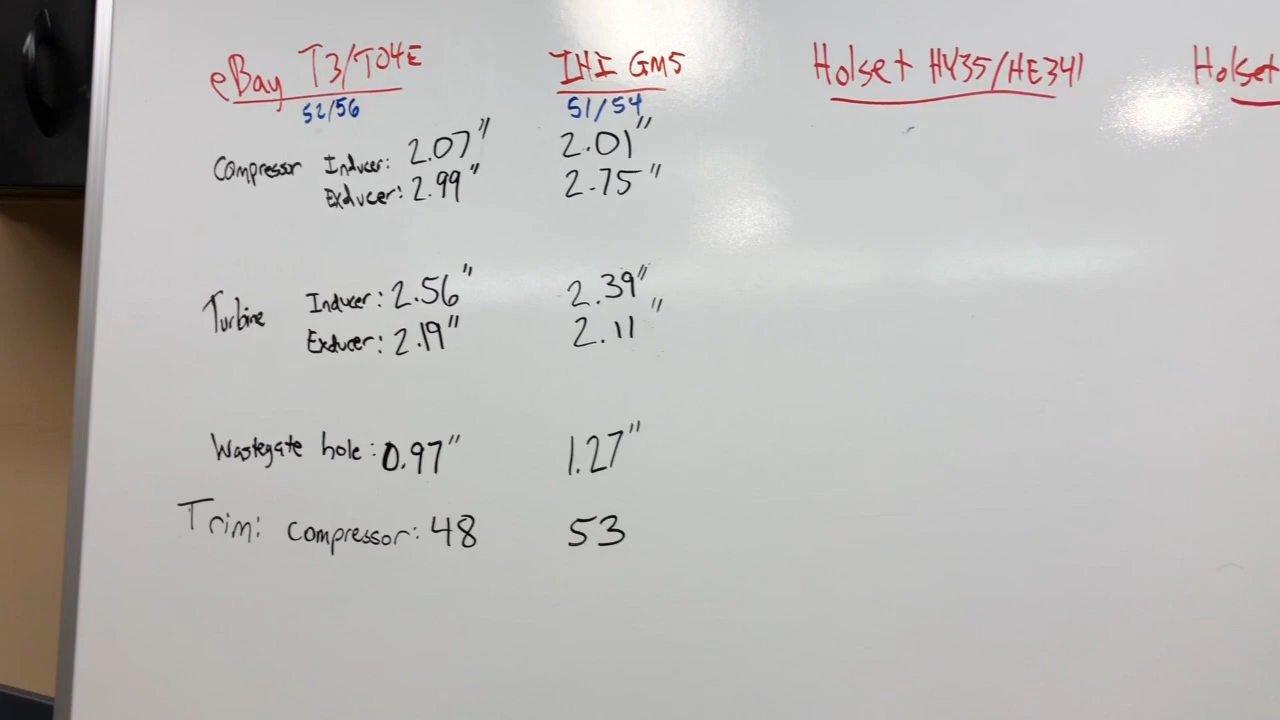 eBay T3/T04E IHI GM5 Holset HY35/HE341 Holset
52/56 51/54
Compressor Inducer: 2.07" 2.01"
Exducer: 2.99" 2.75"
Turbine Inducer: 2.56" 2.39"
Exducer: 2.19" 2.11"
Wastegate hole: 0.97" 1.27"
Trim: Compressor: 48 53